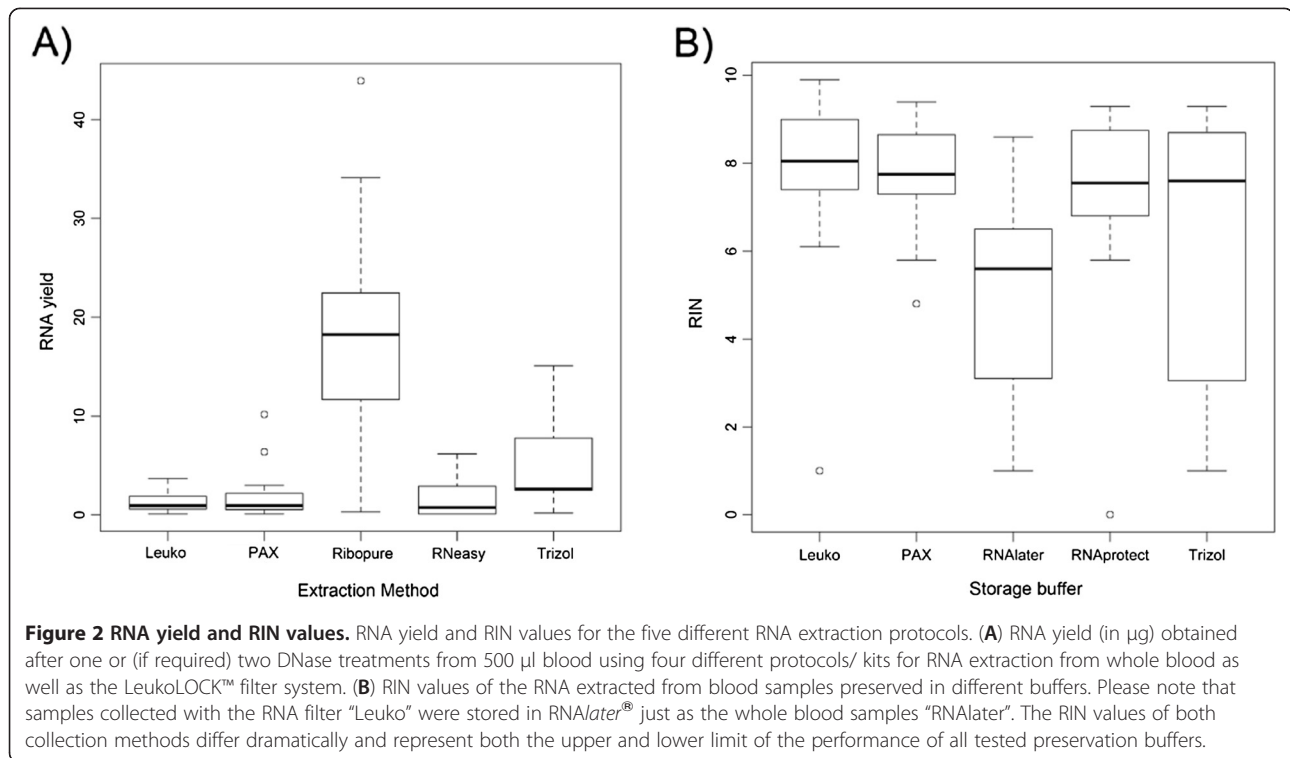 A)
B)
RNA yield
40
30
20
10
0
Leuko PAX Ribopure RNeasy Trizol
Extraction Method
RIN
10
8
6
4
2
0
Leuko PAX RNAlater RNAprotect Trizol
Storage buffer
Figure 2 RNA yield and RIN values. RNA yield and RIN values for the five different RNA extraction protocols. (A) RNA yield (in µg) obtained
after one or (if required) two DNase treatments from 500 µl blood using four different protocols/ kits for RNA extraction from whole blood as
well as the LeukoLOCK™ filter system. (B) RIN values of the RNA extracted from blood samples preserved in different buffers. Please note that
samples collected with the RNA filter “Leuko” were stored in RNAlater® just as the whole blood samples “RNAlater”. The RIN values of both
collection methods differ dramatically and represent both the upper and lower limit of the performance of all tested preservation buffers.